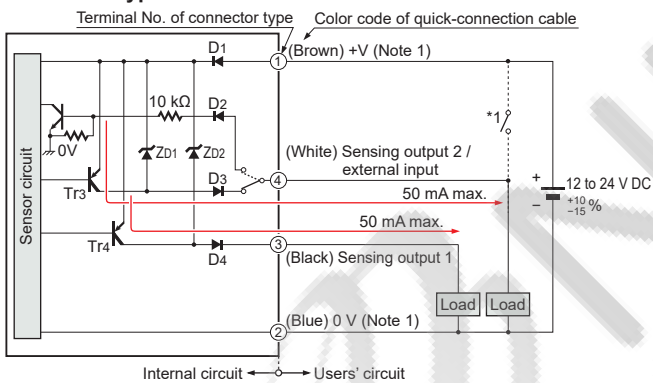 Terminal No. of connector type
Color code of quick-connection cable
D1
1
(Brown) +V (Note 1)
10 kΩ
D2
*1
0V
ZD1
ZD2
(White) Sensing output 2 /
external input
Sensor circuit
Tr3
D3
4
50 mA max.
+
12 to 24 V DC
−
+10
−15 %
50 mA max.
Tr4
D4
3
(Black) Sensing output 1
Load
Load
(Blue) 0 V (Note 1)
2
Internal circuit
Users' circuit